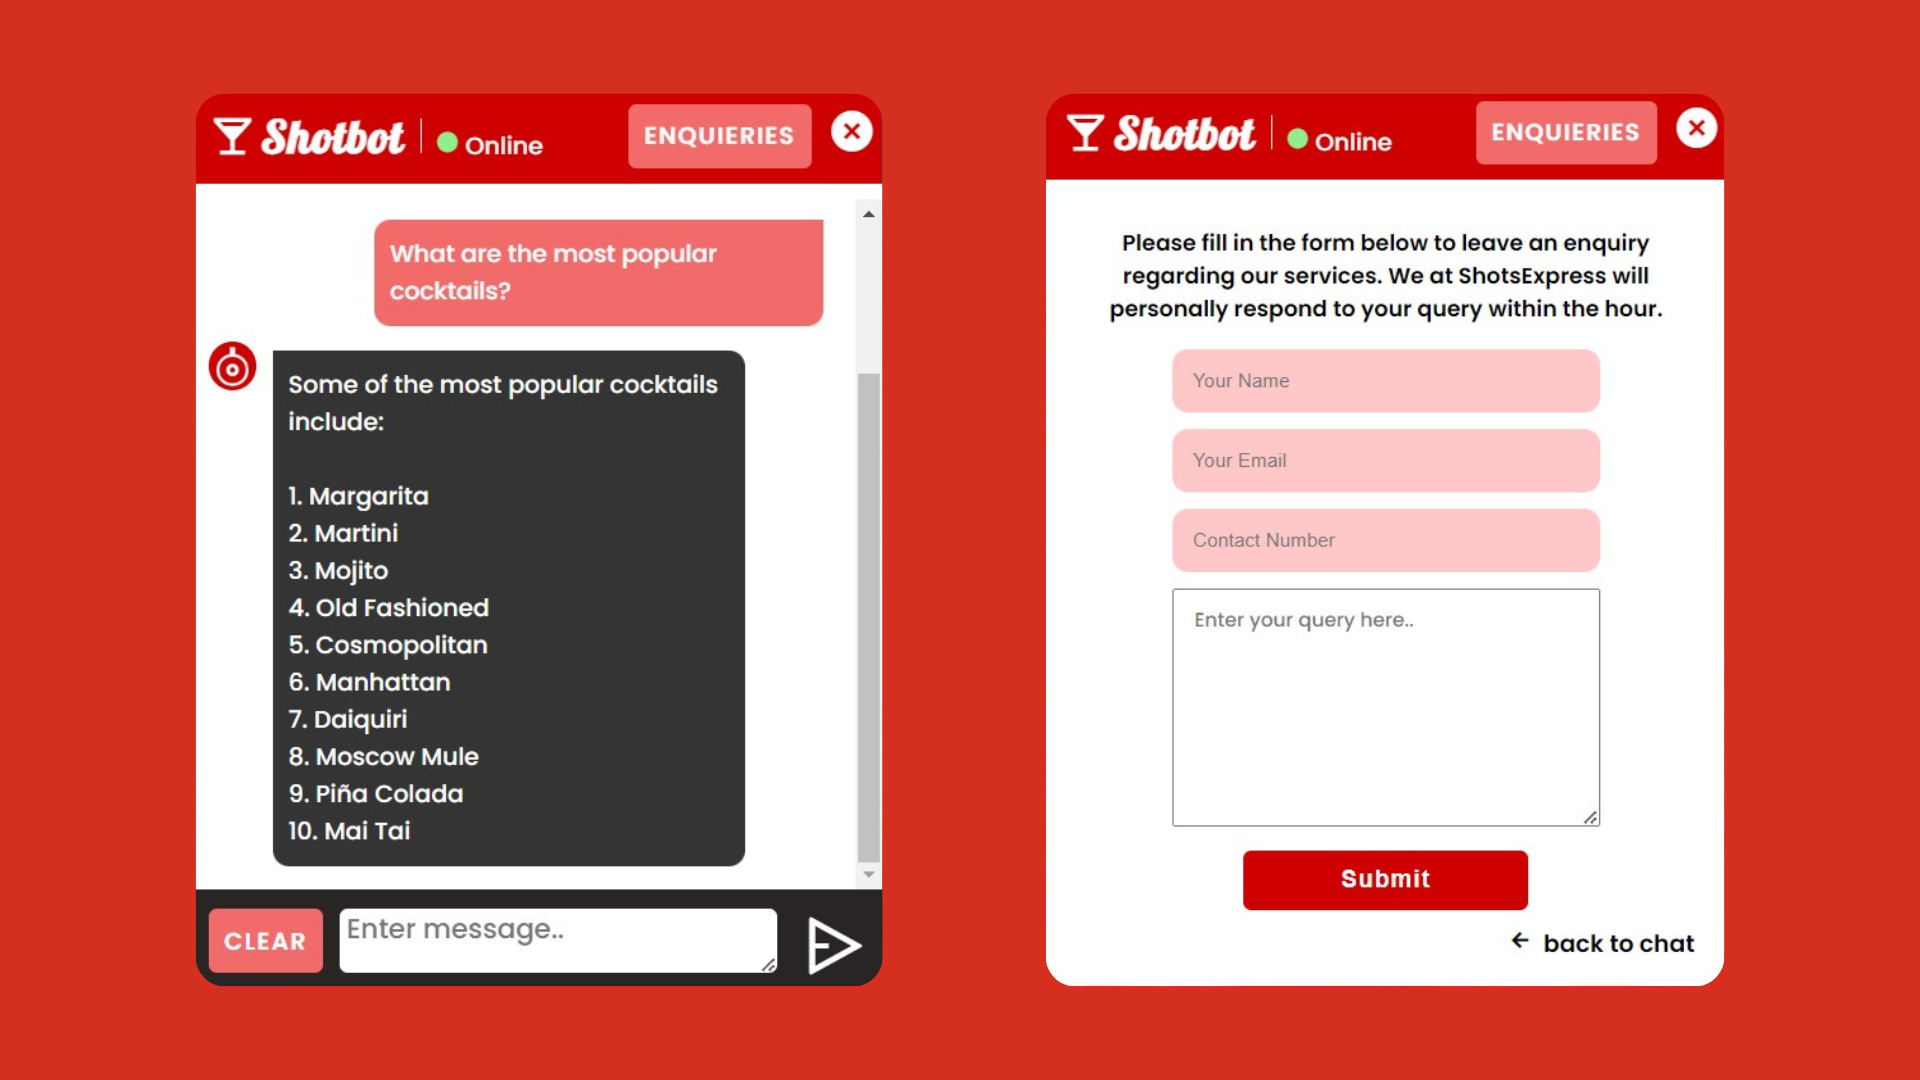 Shotbot
Online
ENQUIERIES
What are the most popular
cocktails?
Some of the most popular cocktails
include:
1. Margarita
2. Martini
3. Mojito
4. Old Fashioned
5. Cosmopolitan
6. Manhattan
7. Daiquiri
8. Moscow Mule
9. Piña Colada
10. Mai Tai
CLEAR
Enter message..
Shotbot
Online
ENQUIERIES
Please fill in the form below to leave an enquiry
regarding our services. We at ShotsExpress will
personally respond to your query within the hour.
Your Name
Your Email
Contact Number
Enter your query here..
Submit
back to chat